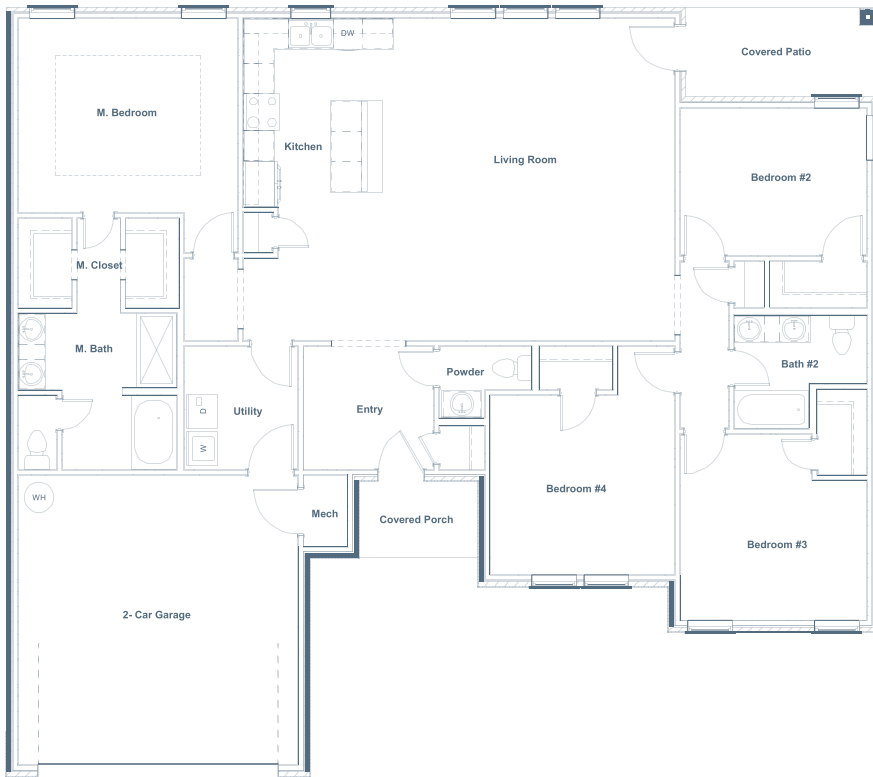 DW
Covered Patio
M. Bedroom
Kitchen
Living Room
Bedroom #2
M. Closet
M. Bath
Bath #2
Powder
D
Utility
Entry
W
Bedroom #4
WH
Mech
Covered Porch
Bedroom #3
2- Car Garage